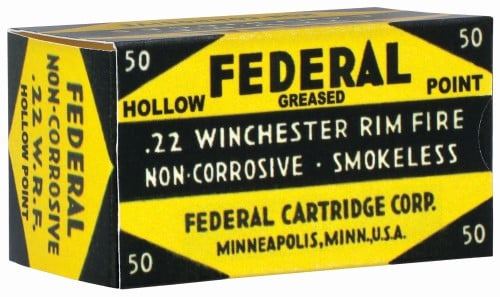 FEDERAL
NON-CORROSIVE
.22 W.R.F.
HOLLOW POINT
50 50
FEDERAL
HOLLOW GREASED POINT
.22 WINCHESTER RIM FIRE
NON-CORROSIVE · SMOKELESS
FEDERAL CARTRIDGE CORP.
MINNEAPOLIS, MINN., U.S.A.
50 50